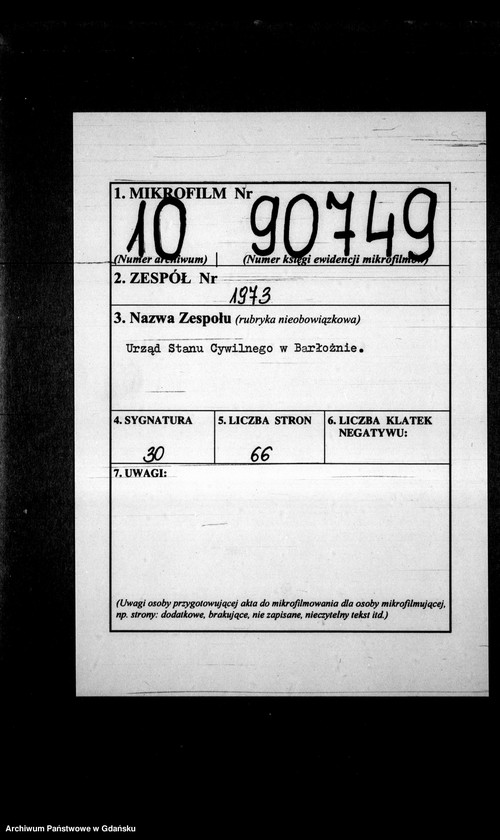 1. MIKROFILM Nr
10 90749
(Numer archiwum) (Numer księgi ewidencji mikrofilmów)
2. ZESPÓŁ Nr
1973
3. Nazwa Zespołu (rubryka nieobowiązkowa)
Urząd Stanu Cywilnego w Barłożnie.
4. SYGNATURA 5. LICZBA STRON 6. LICZBA KLATEK
NEGATYWU:
30 66
7. UWAGI:
(Uwagi osoby przygotowującej akta do mikrofilmowania dla osoby mikrofilmującej,
np. strony: dodatkowe, brakujące, nie zapisane, nieczytelny tekst itd.)
Archiwum Państwowe w Gdańsku